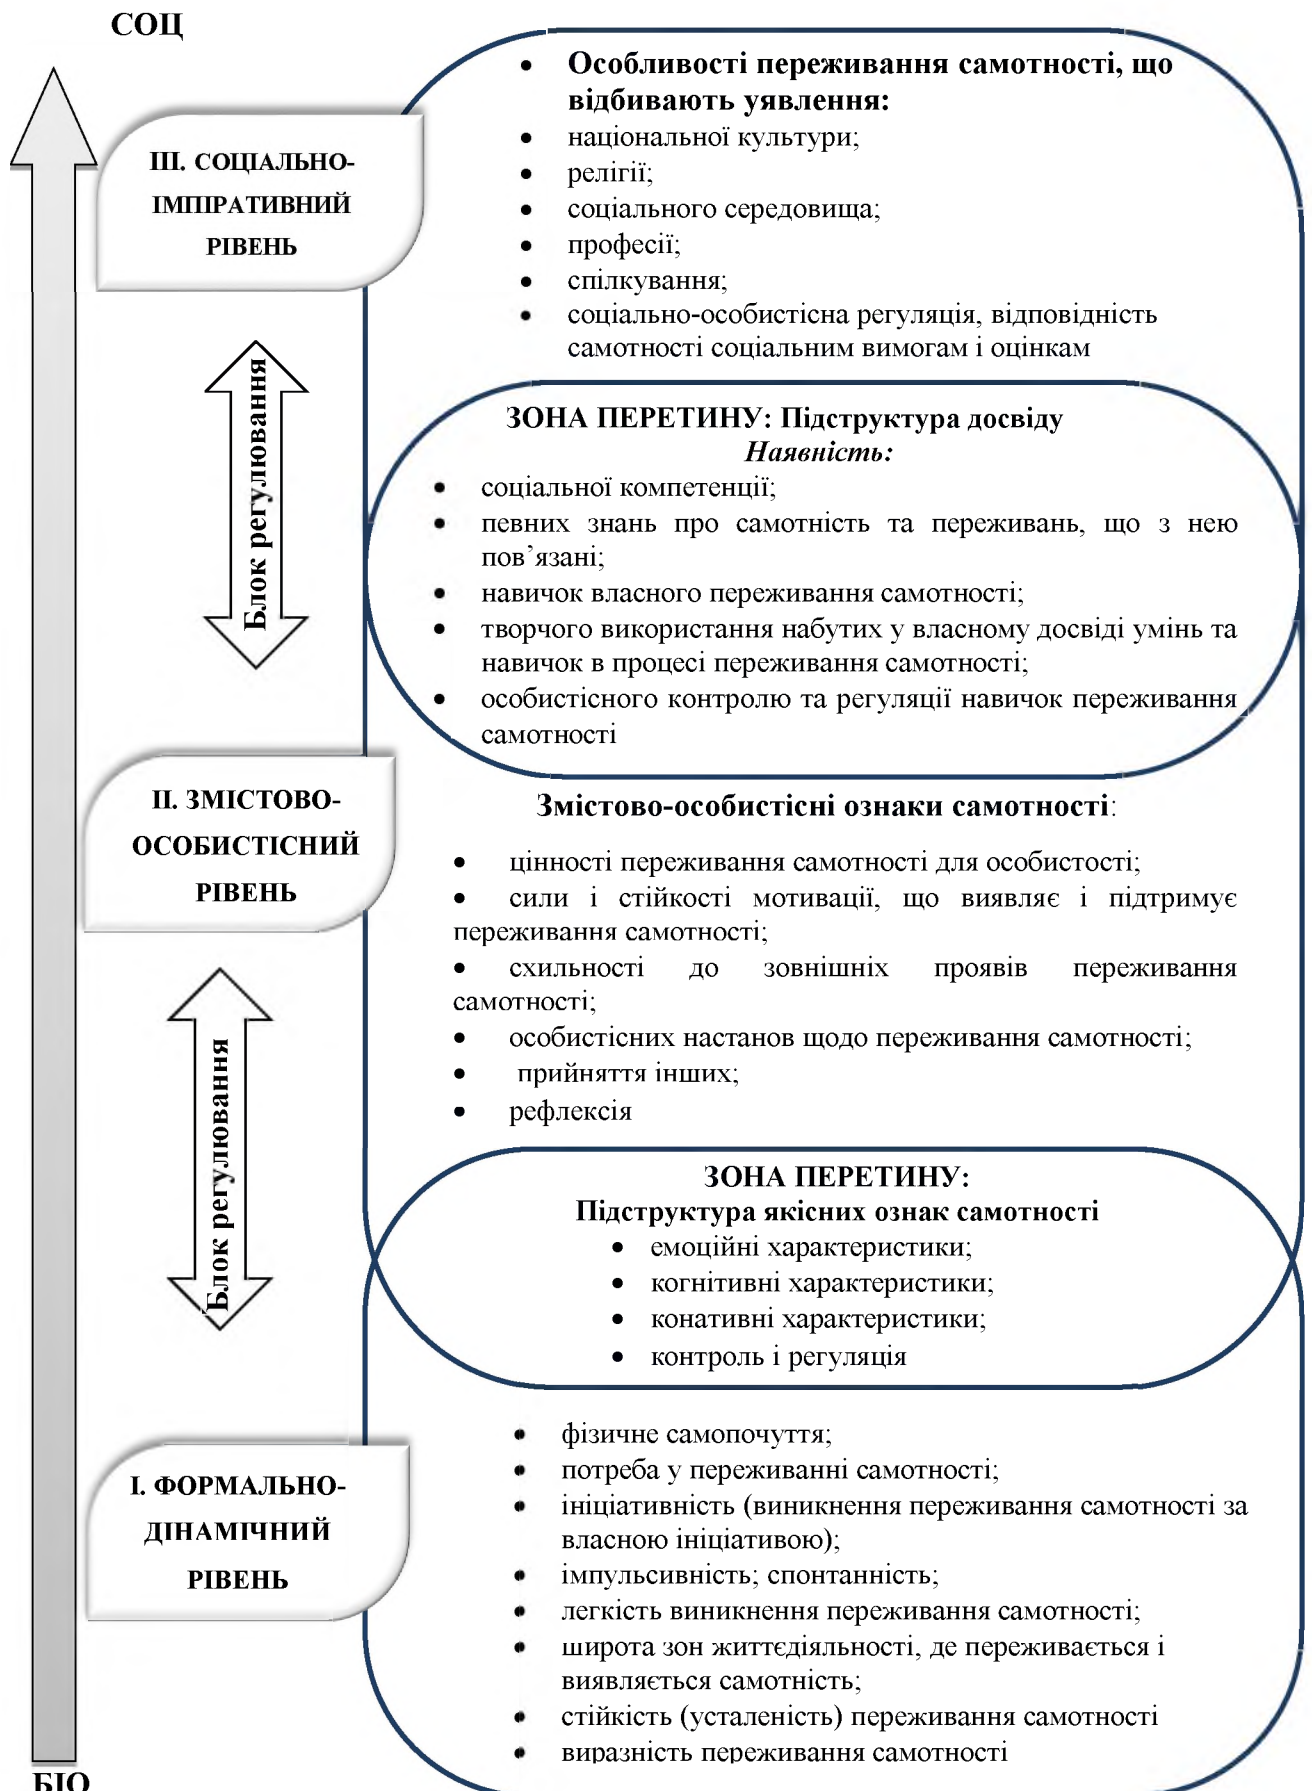 СОЦ
III. СОЦІАЛЬНО-
ІМПІРАТИВНИЙ
РІВЕНЬ
• Особливості переживання самотності, що
відбивають уявлення:
• національної культури;
• релігії;
• соціального середовища;
• професії;
• спілкування;
• соціально-особистісна регуляція, відповідність
самотності соціальним вимогам і оцінкам
Блок регулювання
ЗОНА ПЕРЕТИНУ: Підструктура досвіду
Наявність:
• соціальної компетенції;
• певних знань про самотність та переживань, що з нею
пов’язані;
• навичок власного переживання самотності;
• творчого використання набутих у власному досвіді умінь та
навичок в процесі переживання самотності;
• особистісного контролю та регуляції навичок переживання
самотності
II. ЗМІСТОВО-
ОСОБИСТІСНИЙ
РІВЕНЬ
Змістово-особистісні ознаки самотності:
• цінності переживання самотності для особистості;
• сили і стійкості мотивації, що виявляє і підтримує
переживання самотності;
• схильності до зовнішніх проявів переживання
самотності;
• особистісних настанов щодо переживання самотності;
• прийняття інших;
• рефлексія
Блок регулювання
ЗОНА ПЕРЕТИНУ:
Підструктура якісних ознак самотності
• емоційні характеристики;
• когнітивні характеристики;
• конативні характеристики;
• контроль і регуляція
I. ФОРМАЛЬНО-
ДІНАМІЧНИЙ
РІВЕНЬ
• фізичне самопочуття;
• потреба у переживанні самотності;
• ініціативність (виникнення переживання самотності за
власною ініціативою);
• імпульсивність; спонтанність;
• легкість виникнення переживання самотності;
• широта зон життєдіяльності, де переживається і
виявляється самотність;
• стійкість (усталеність) переживання самотності
• виразність переживання самотності
БІО